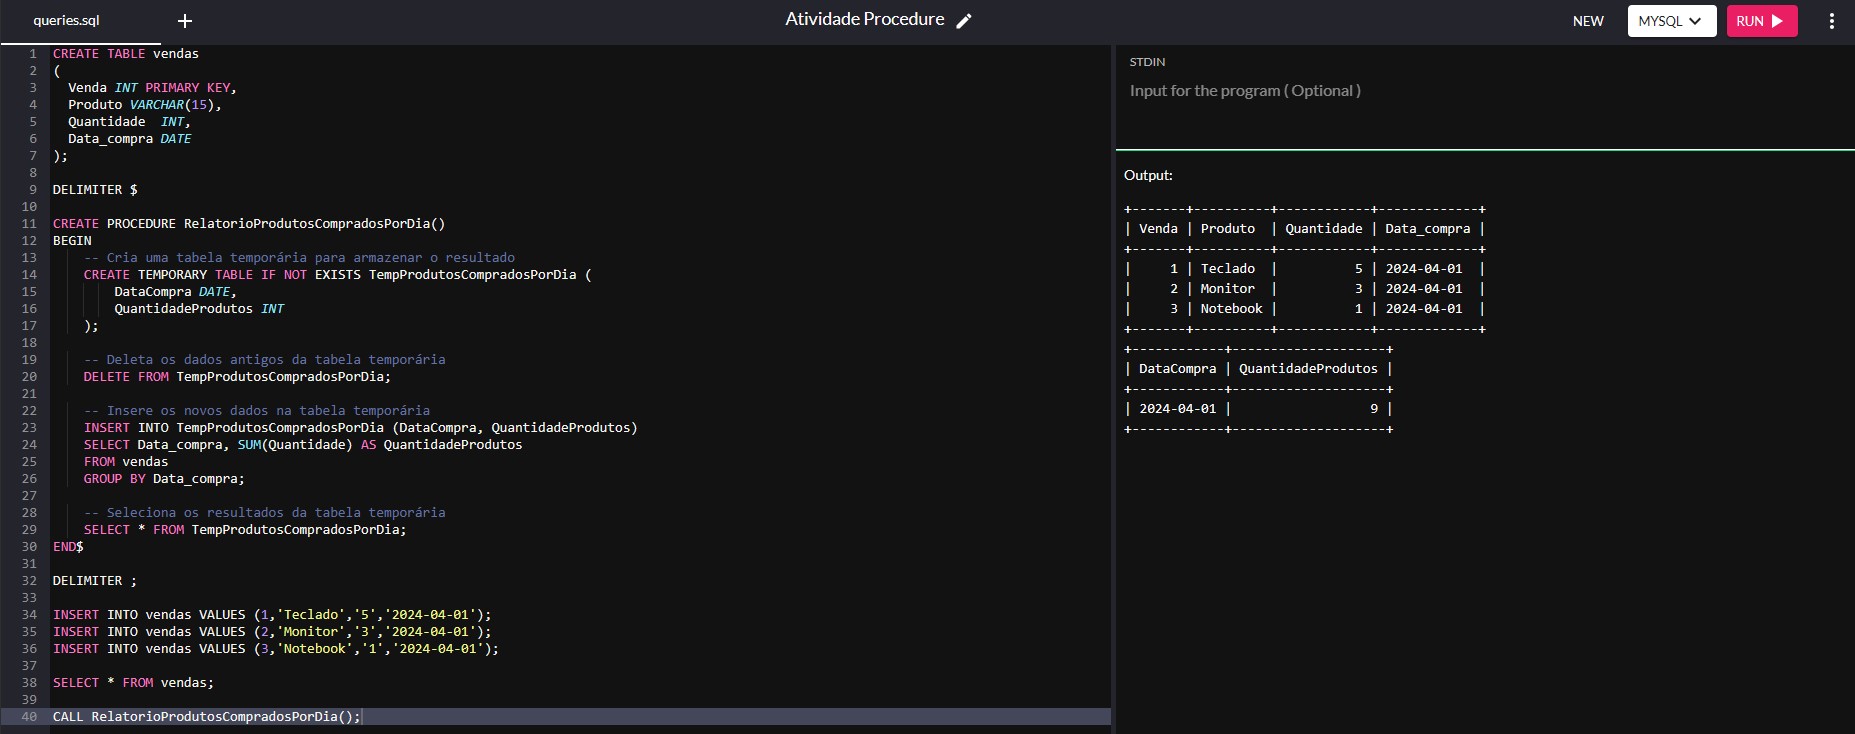 queries.sql + Atividade Procedure NEW MYSQL RUN
1 CREATE TABLE vendas
2 (
3   Venda INT PRIMARY KEY,
4   Produto VARCHAR(15),
5   Quantidade  INT,
6   Data_compra DATE
7 );
8
9 DELIMITER $
10
11 CREATE PROCEDURE RelatorioProdutosCompradosPorDia()
12 BEGIN
13     -- Cria uma tabela temporária para armazenar o resultado
14     CREATE TEMPORARY TABLE IF NOT EXISTS TempProdutosCompradosPorDia (
15         DataCompra DATE,
16         QuantidadeProdutos INT
17     );
18
19     -- Deleta os dados antigos da tabela temporária
20     DELETE FROM TempProdutosCompradosPorDia;
21
22     -- Insere os novos dados na tabela temporária
23     INSERT INTO TempProdutosCompradosPorDia (DataCompra, QuantidadeProdutos)
24     SELECT Data_compra, SUM(Quantidade) AS QuantidadeProdutos
25     FROM vendas
26     GROUP BY Data_compra;
27
28     -- Seleciona os resultados da tabela temporária
29     SELECT * FROM TempProdutosCompradosPorDia;
30 END$
31
32 DELIMITER ;
33
34 INSERT INTO vendas VALUES (1,'Teclado','5','2024-04-01');
35 INSERT INTO vendas VALUES (2,'Monitor','3','2024-04-01');
36 INSERT INTO vendas VALUES (3,'Notebook','1','2024-04-01');
37
38 SELECT * FROM vendas;
39
40 CALL RelatorioProdutosCompradosPorDia();
STDIN
Input for the program ( Optional )
Output:
+-------+----------+------------+-------------+
| Venda | Produto  | Quantidade | Data_compra |
+-------+----------+------------+-------------+
|     1 | Teclado  |          5 | 2024-04-01  |
|     2 | Monitor  |          3 | 2024-04-01  |
|     3 | Notebook |          1 | 2024-04-01  |
+-------+----------+------------+-------------+
+------------+--------------------+
| DataCompra | QuantidadeProdutos |
+------------+--------------------+
| 2024-04-01 |                  9 |
+------------+--------------------+